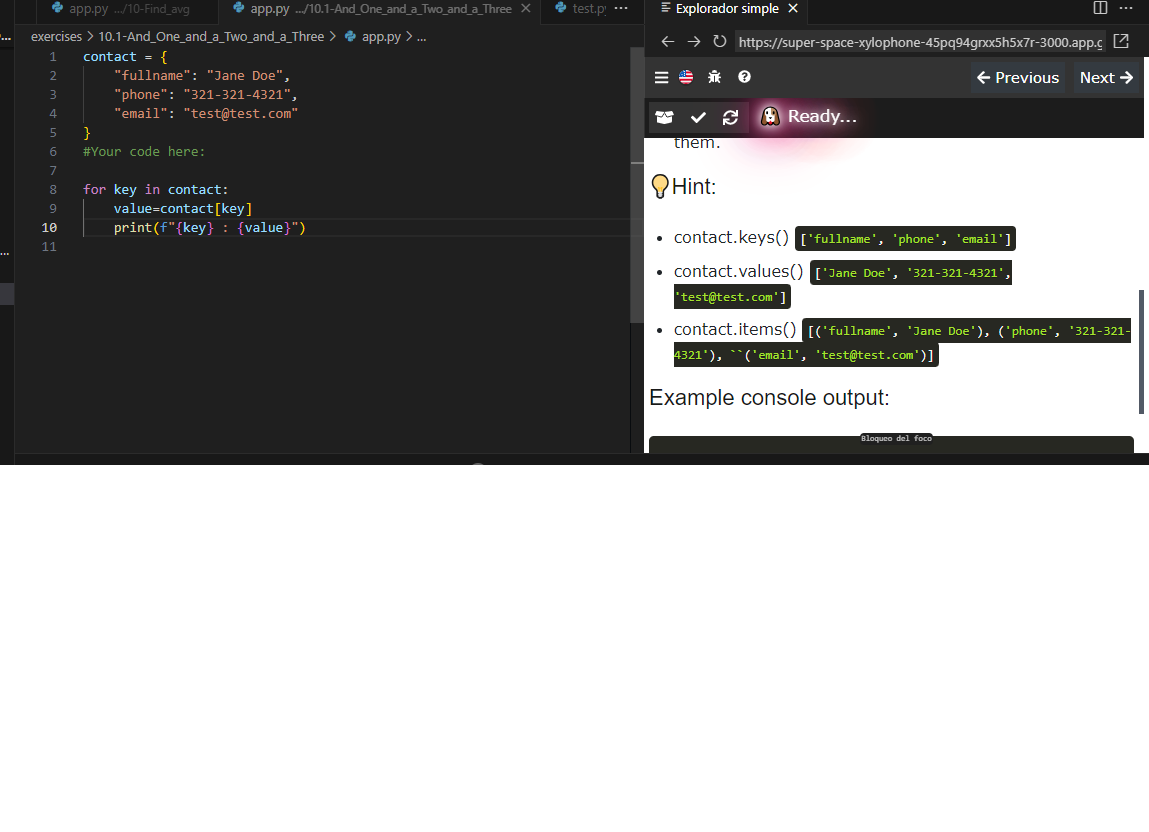 app.py .../10-Find_avg
app.py .../10.1-And_One_and_a_Two_and_a_Three
test.py ...
exercises > 10.1-And_One_and_a_Two_and_a_Three > app.py > ...
1 contact = {
2 "fullname": "Jane Doe",
3 "phone": "321-321-4321",
4 "email": "test@test.com"
5 }
6 #Your code here:
7
8 for key in contact:
9 value=contact[key]
10 print(f"{key} : {value}")
11
Explorador simple
https://super-space-xylophone-45pq94grxx5h5x7r-3000.app.g
Previous Next
Ready...
them.
Hint:
contact.keys() ['fullname', 'phone', 'email']
contact.values() ['Jane Doe', '321-321-4321',
'test@test.com']
contact.items() [('fullname', 'Jane Doe'), ('phone', '321-321-
4321'), ``('email', 'test@test.com')]
Example console output:
Bloqueo del foco